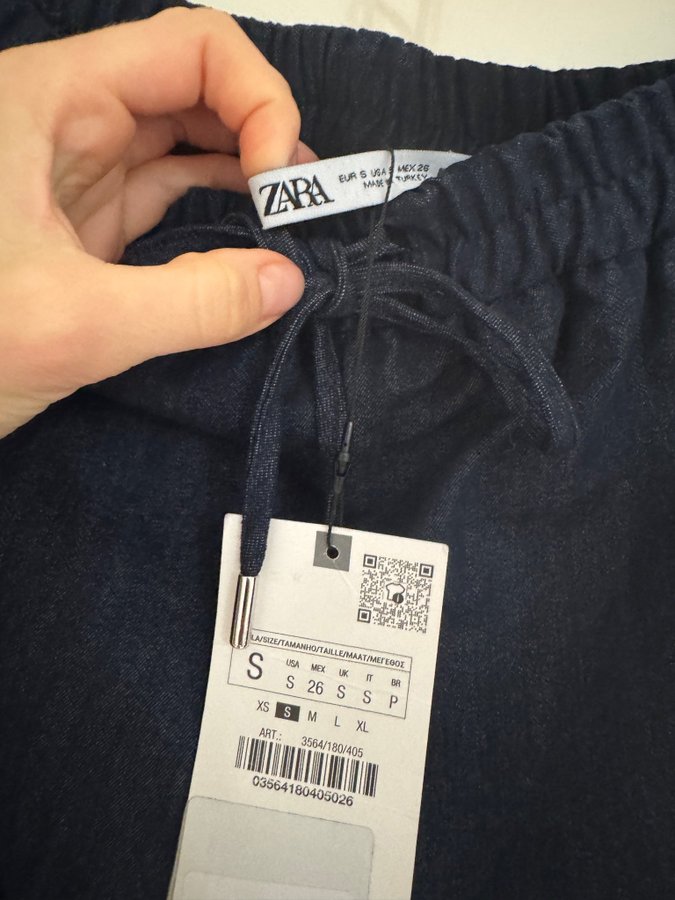 ZARA
EUR S USA S MEX 26
MADE IN TURKEY
LA/SIZE/TAMANHO/TAILLE/MAAT/ΜΕΓΕΘΟΣ
S
USA MEX UK IT BR
S 26 S S P
XS S M L XL
ART.: 3564/180/405
03564180405026